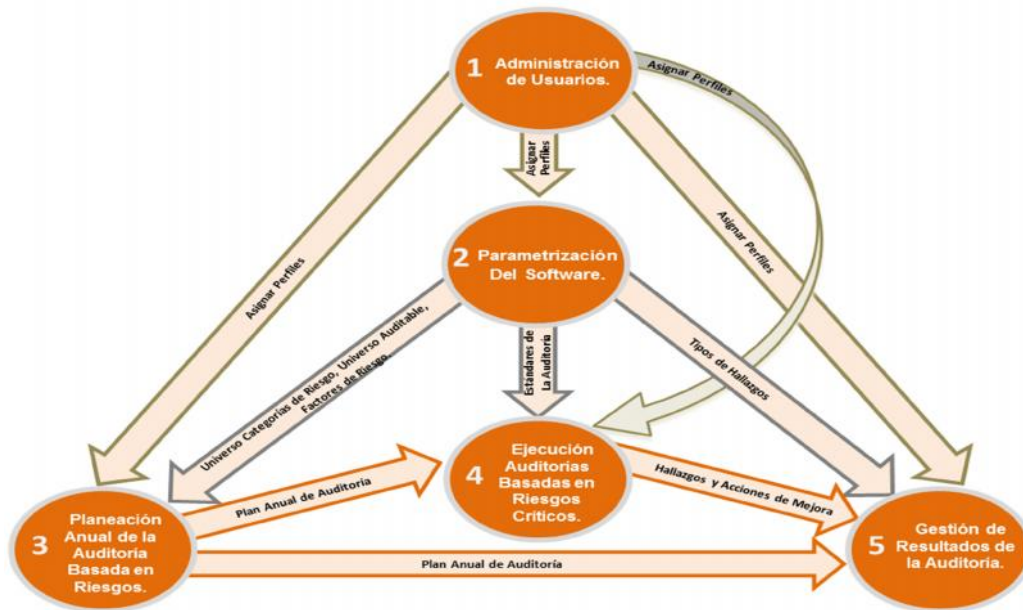 1 Administración
de Usuarios.
Asignar Perfiles
Asignar
Perfiles
Asignar Perfiles
Asignar Perfiles
2 Parametrización
Del Software.
Universo Categorías de Riesgo, Universo Auditable,
Factores de Riesgo.
Estándares de
La Auditoría
Tipos de Hallazgos
4 Ejecución
Auditorías
Basadas en
Riesgos
Críticos.
Plan Anual de Auditoria
Hallazgos y Acciones de Mejora
3 Planeación
Anual de la
Auditoría
Basada en
Riesgos.
Plan Anual de Auditoría
5 Gestión de
Resultados de
la Auditoría.